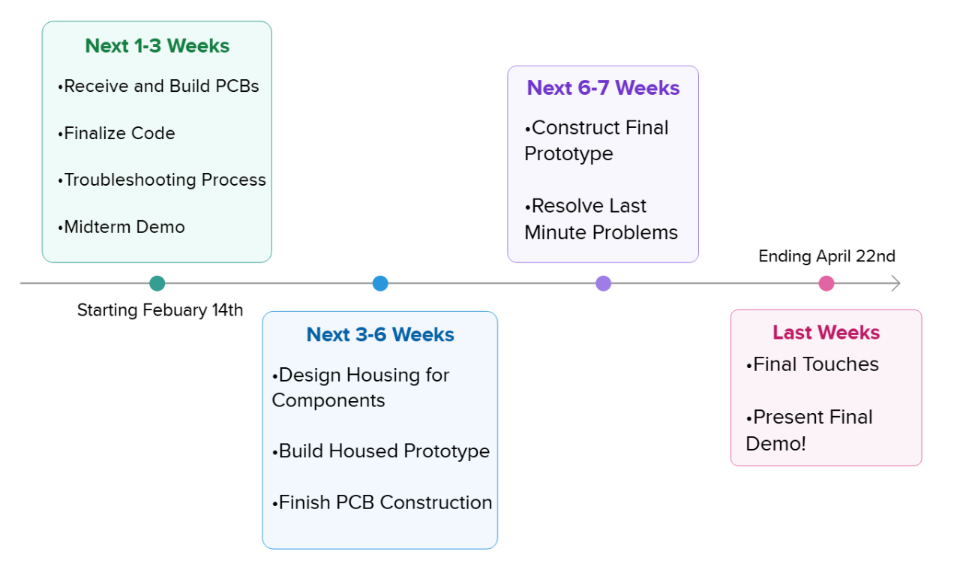 Next 1-3 Weeks
•Receive and Build PCBs
•Finalize Code
•Troubleshooting Process
•Midterm Demo
Starting Febuary 14th
Next 3-6 Weeks
•Design Housing for
Components
•Build Housed Prototype
•Finish PCB Construction
Next 6-7 Weeks
•Construct Final
Prototype
•Resolve Last
Minute Problems
Ending April 22nd
Last Weeks
•Final Touches
•Present Final
Demo!